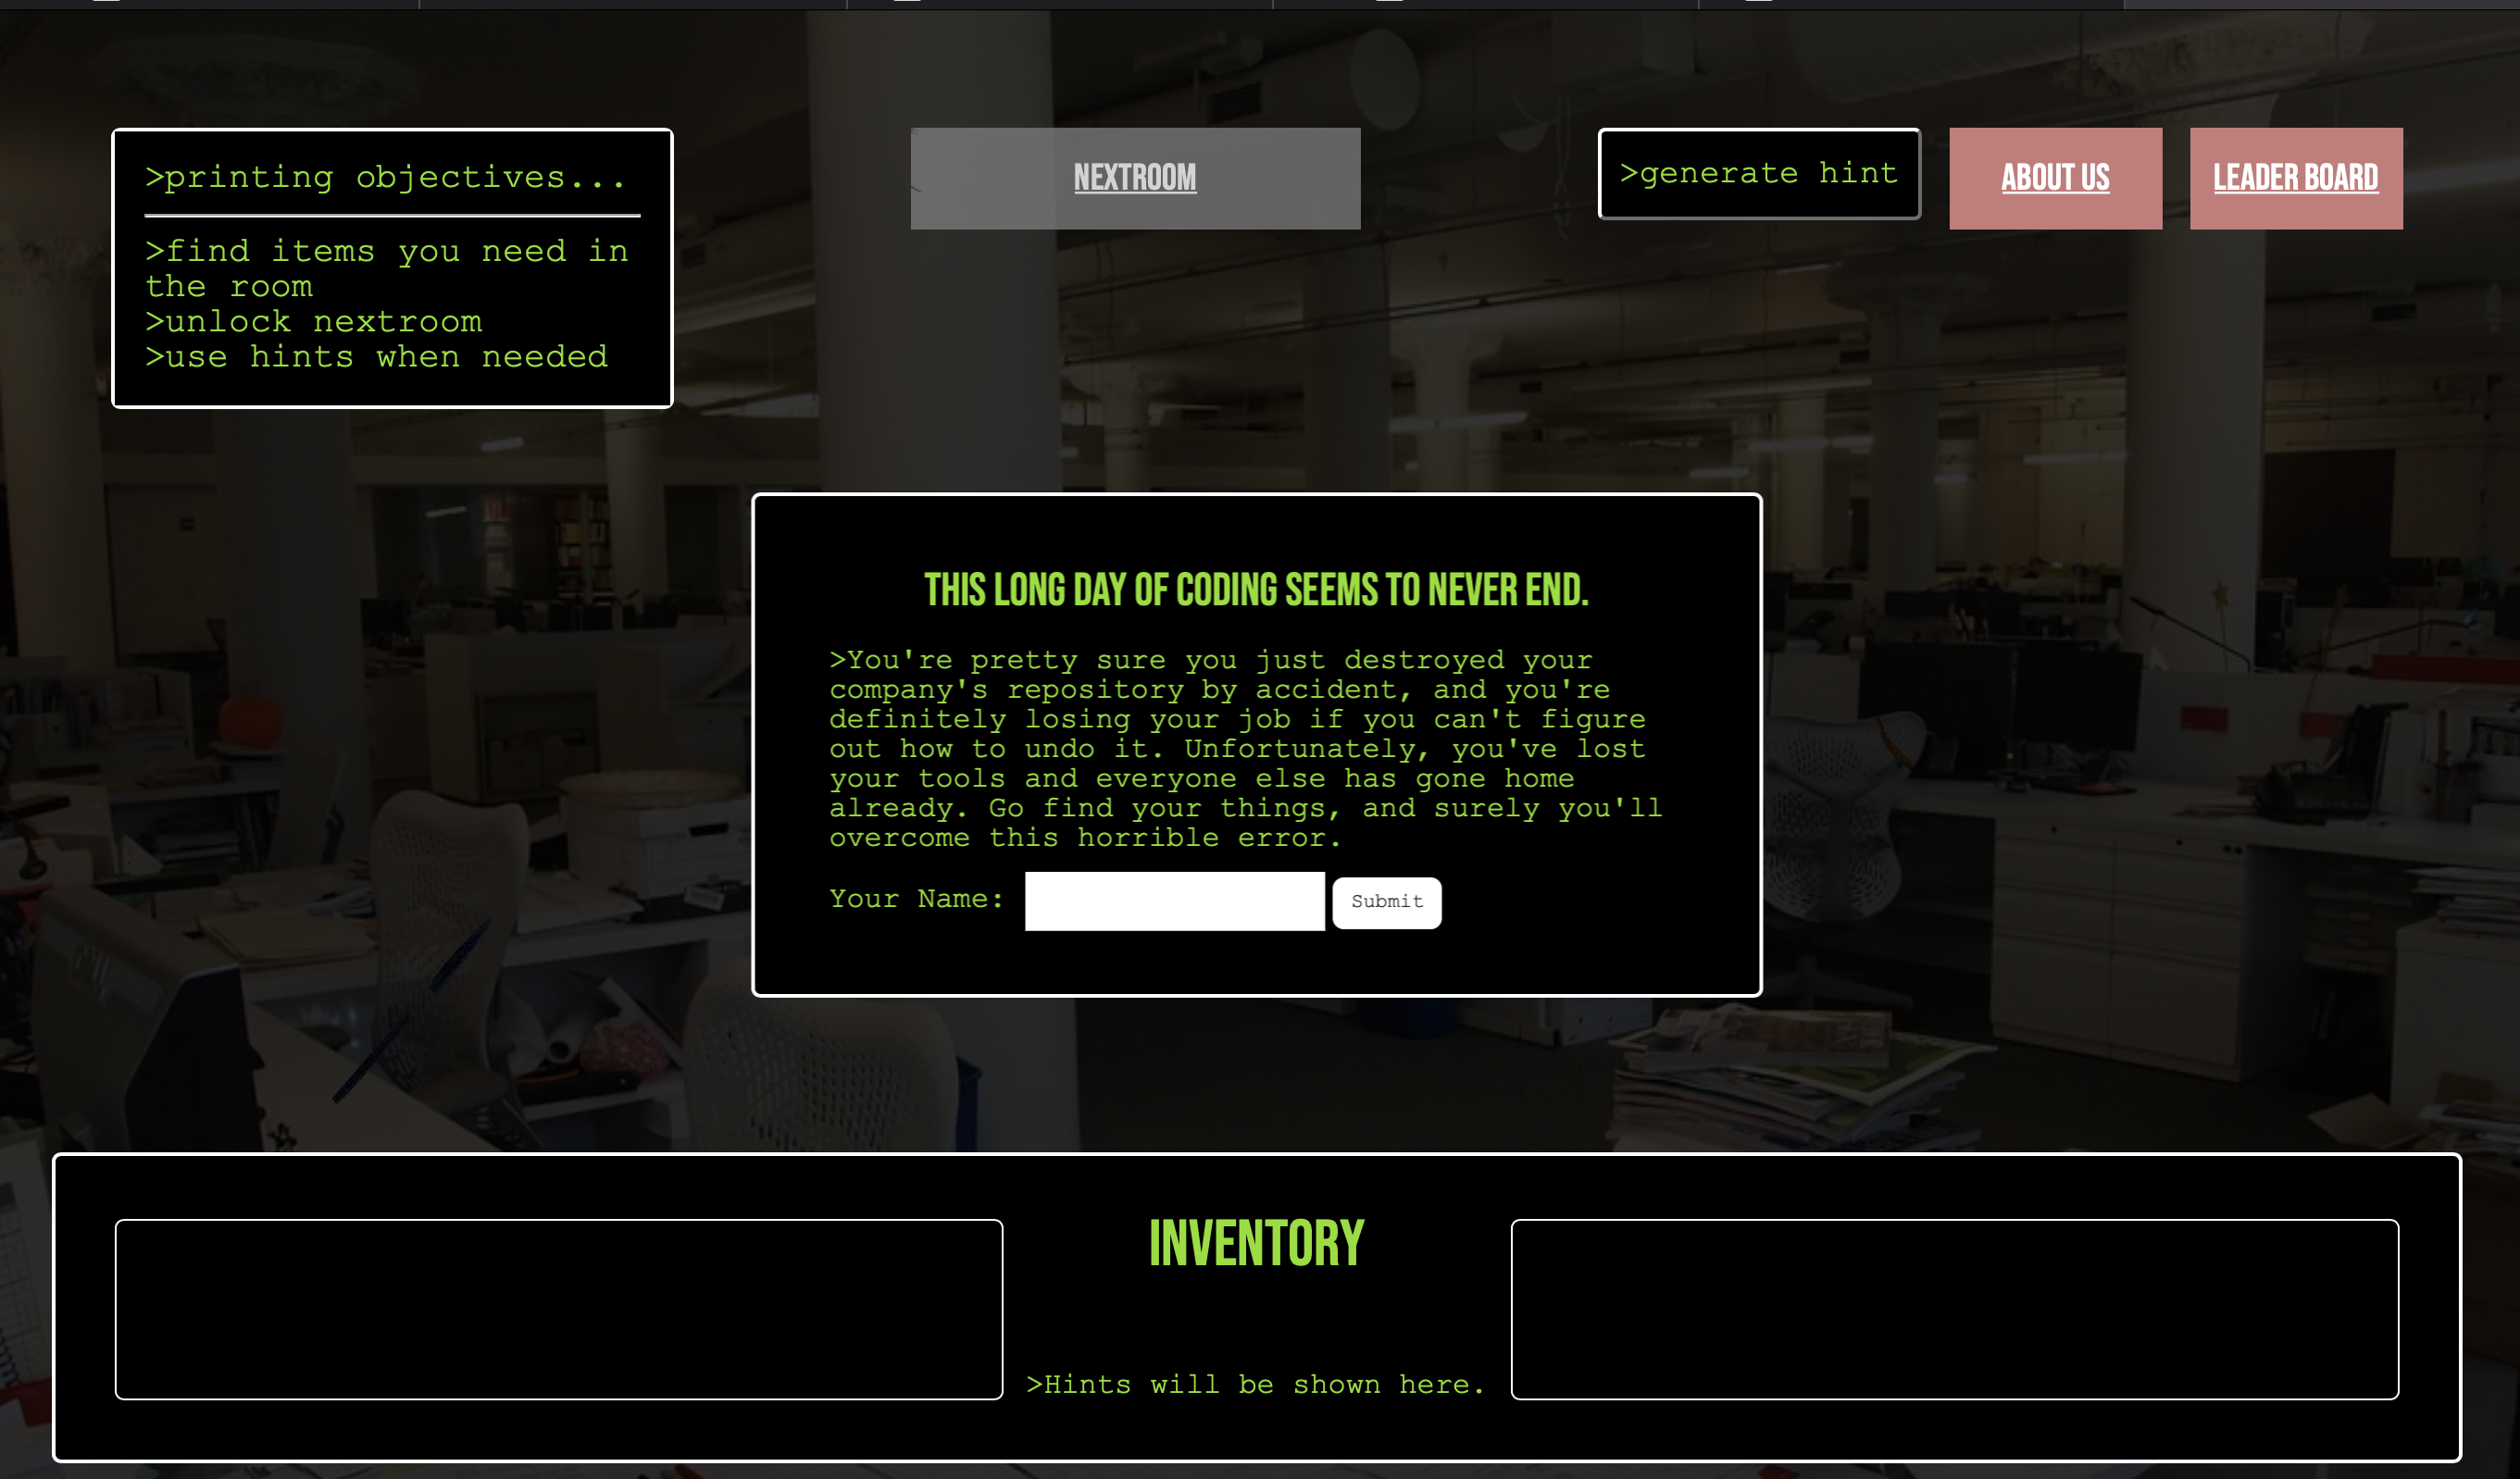 >printing objectives...
>find items you need in
the room
>unlock nextroom
>use hints when needed
NEXTROOM
>generate hint
ABOUT US
LEADER BOARD
THIS LONG DAY OF CODING SEEMS TO NEVER END.
>You're pretty sure you just destroyed your
company's repository by accident, and you're
definitely losing your job if you can't figure
out how to undo it. Unfortunately, you've lost
your tools and everyone else has gone home
already. Go find your things, and surely you'll
overcome this horrible error.
Your Name:
Submit
INVENTORY
>Hints will be shown here.